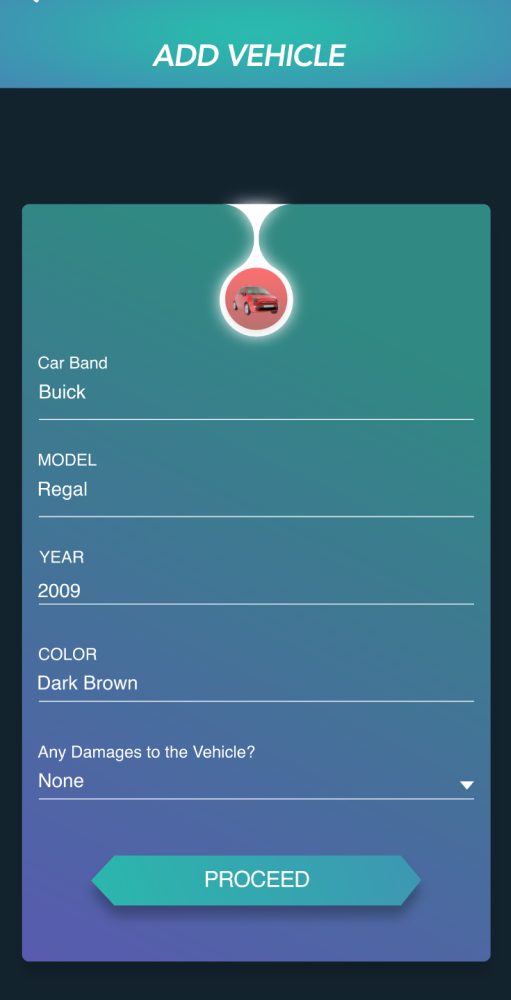 ADD VEHICLE
Car Band
Buick
MODEL
Regal
YEAR
2009
COLOR
Dark Brown
Any Damages to the Vehicle?
None
PROCEED